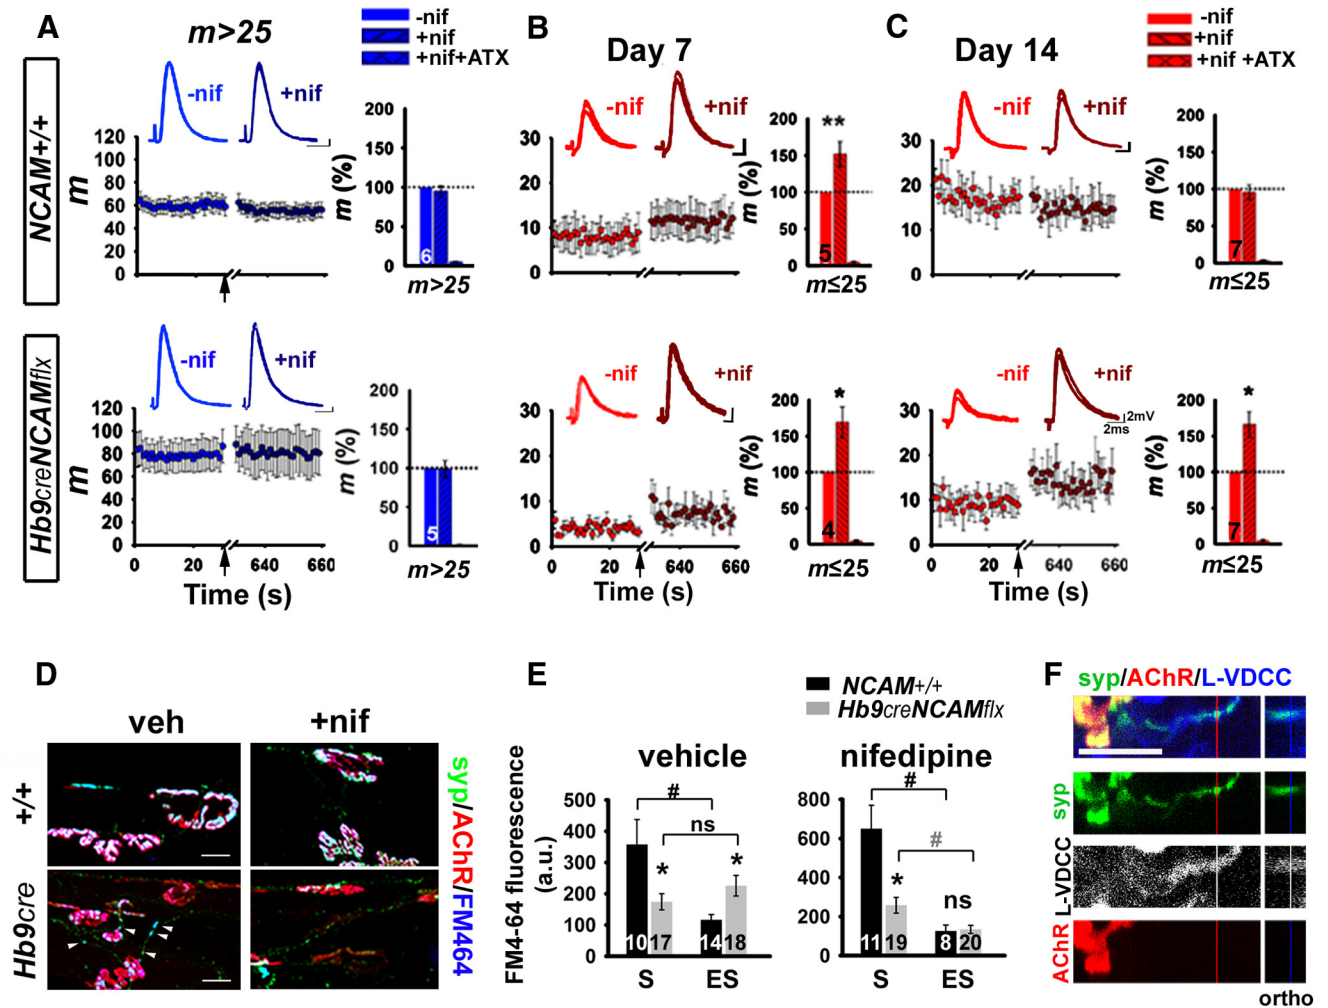 A
m>25
-nif
+nif
+nif+ATX
B
Day 7
C
Day 14
-nif
+nif
+nif +ATX
NCAM+/+
-nif
+nif
120
100
80
60
40
20
0
m
200
150
100
50
0
m (%)
6
m>25
-nif
+nif
30
20
10
0
200
150
100
50
0
m (%)
**
5
m≤25
-nif
+nif
30
20
10
0
200
150
100
50
0
m (%)
7
m≤25
Hb9creNCAMflx
-nif
+nif
120
100
80
60
40
20
0
m
0
20
640
660
Time (s)
200
150
100
50
0
m (%)
5
m>25
-nif
+nif
30
20
10
0
0
20
640
660
Time (s)
200
150
100
50
0
m (%)
*
4
m≤25
-nif
+nif
2mV
2ms
30
20
10
0
0
20
640
660
Time (s)
200
150
100
50
0
m (%)
*
7
m≤25
D
veh
+nif
+/+
Hb9cre
syp/AChR/FM464
E
NCAM+/+
Hb9creNCAMflx
vehicle
nifedipine
FM4-64 fluorescence
(a.u.)
500
400
300
200
100
0
#
ns
*
*
10
17
14
18
S
ES
800
600
400
200
0
#
#
*
ns
11
19
8
20
S
ES
F
syp/AChR/L-VDCC
syp
L-VDCC
AChR
ortho